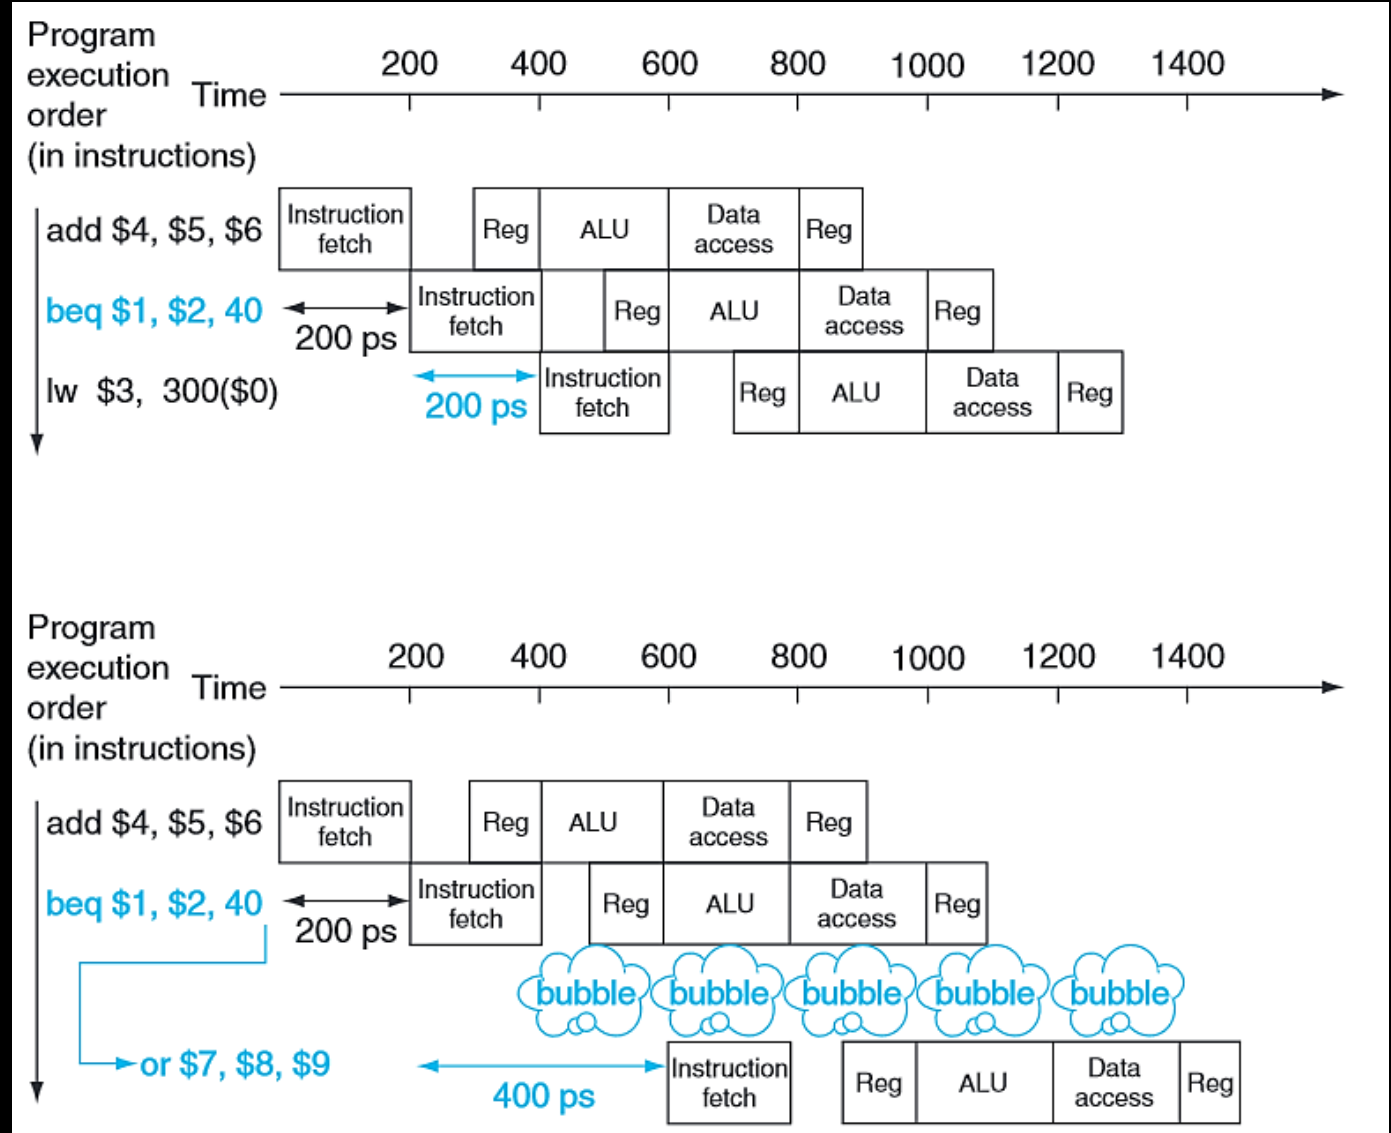 Program
execution
order
(in instructions)
Time
200 400 600 800 1000 1200 1400
add $4, $5, $6
Instruction
fetch
Reg
ALU
Data
access
Reg
beq $1, $2, 40
200 ps
Instruction
fetch
Reg
ALU
Data
access
Reg
lw $3, 300($0)
200 ps
Instruction
fetch
Reg
ALU
Data
access
Reg
Program
execution
order
(in instructions)
Time
200 400 600 800 1000 1200 1400
add $4, $5, $6
Instruction
fetch
Reg
ALU
Data
access
Reg
beq $1, $2, 40
200 ps
Instruction
fetch
Reg
ALU
Data
access
Reg
bubble bubble bubble bubble bubble
or $7, $8, $9
400 ps
Instruction
fetch
Reg
ALU
Data
access
Reg